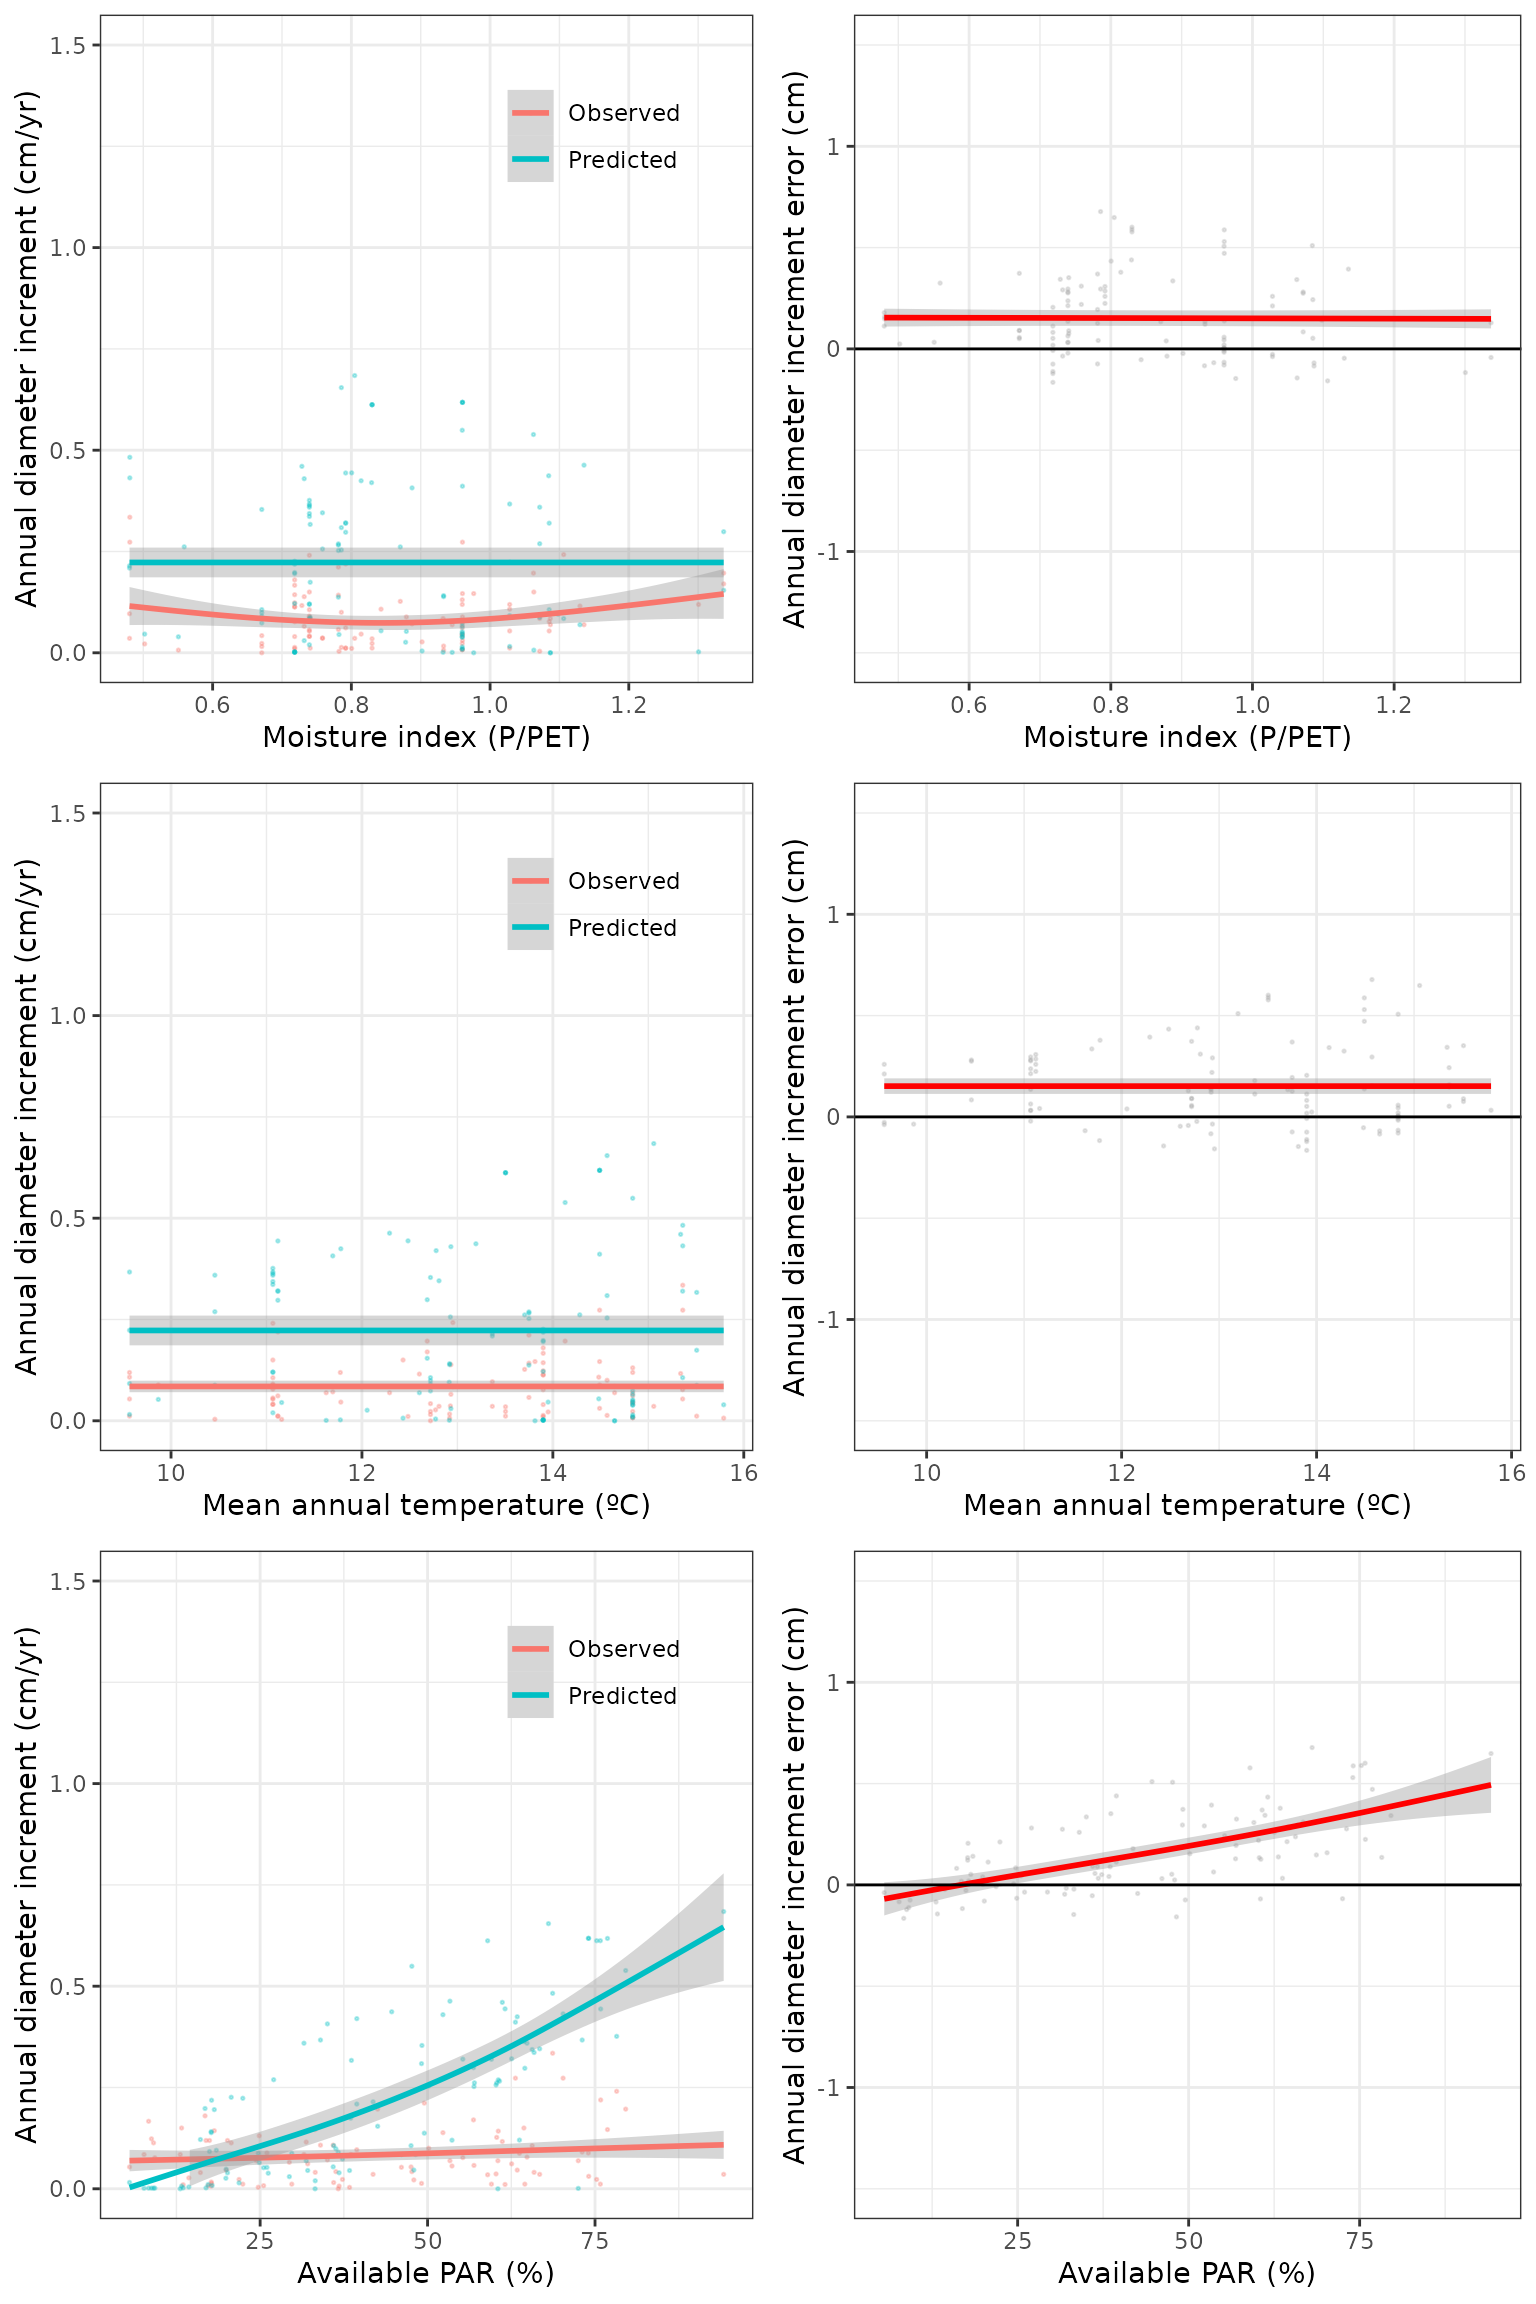 Annual diameter increment (cm/yr)
1.5
1.0
0.5
0.0
Observed
Predicted
0.6 0.8 1.0 1.2
Moisture index (P/PET)
Annual diameter increment error (cm)
1
0
-1
0.6 0.8 1.0 1.2
Moisture index (P/PET)
Annual diameter increment (cm/yr)
1.5
1.0
0.5
0.0
Observed
Predicted
10 12 14 16
Mean annual temperature (ºC)
Annual diameter increment error (cm)
1
0
-1
10 12 14 16
Mean annual temperature (ºC)
Annual diameter increment (cm/yr)
1.5
1.0
0.5
0.0
Observed
Predicted
25 50 75
Available PAR (%)
Annual diameter increment error (cm)
1
0
-1
25 50 75
Available PAR (%)